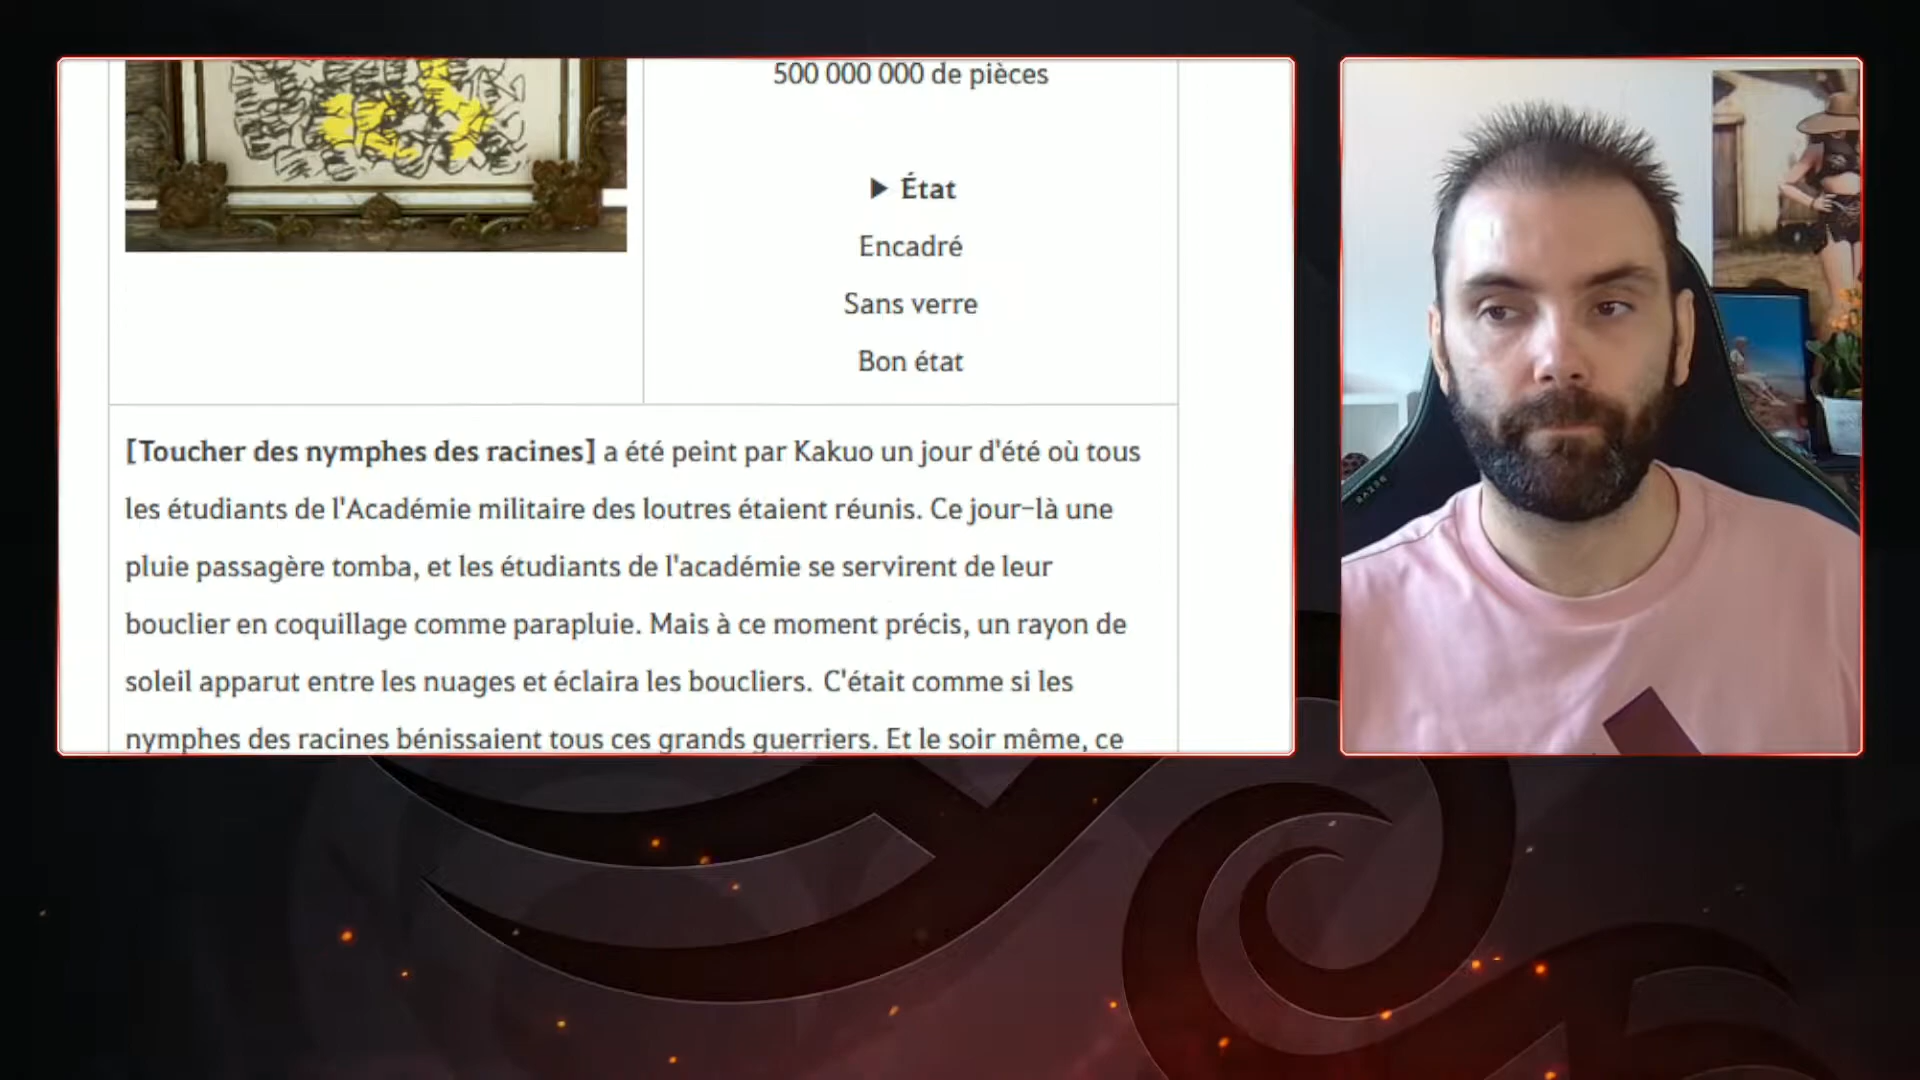 500 000 000 de pièces
▶ État
Encadré
Sans verre
Bon état
[Toucher des nymphes des racines] a été peint par Kakuo un jour d'été où tous
les étudiants de l'Académie militaire des loutres étaient réunis. Ce jour-là une
pluie passagère tomba, et les étudiants de l'académie se servirent de leur
bouclier en coquillage comme parapluie. Mais à ce moment précis, un rayon de
soleil apparut entre les nuages et éclaira les boucliers. C'était comme si les
nymphes des racines bénissaient tous ces grands guerriers. Et le soir même, ce
RAZER